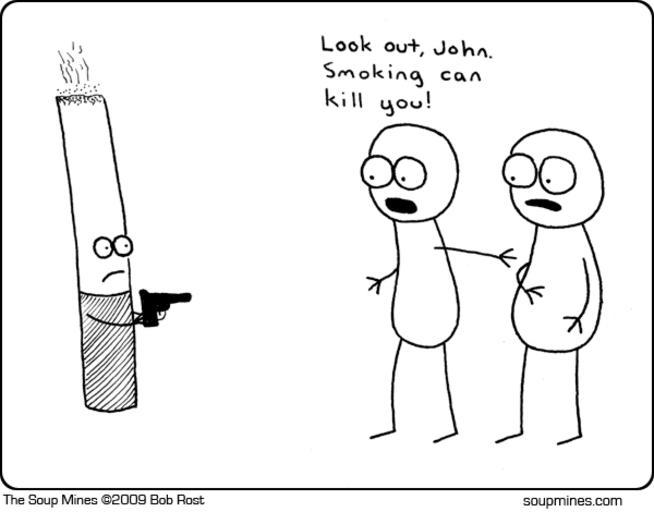 Look out, John.
Smoking can
kill you!
The Soup Mines ©2009 Bob Rost
soupmines.com